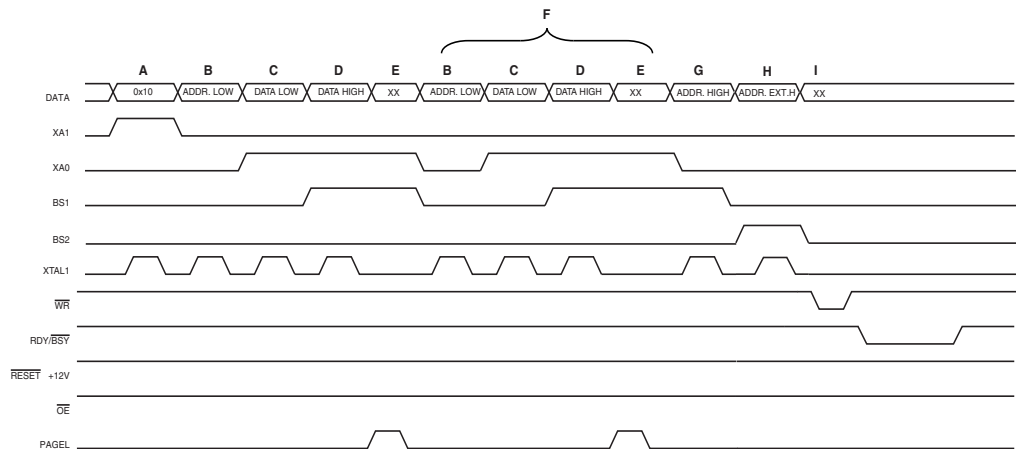 F
A B C D E B C D E G H I
DATA 0x10 ADDR. LOW DATA LOW DATA HIGH XX ADDR. LOW DATA LOW DATA HIGH XX ADDR. HIGH ADDR. EXT.H XX
XA1
XA0
BS1
BS2
XTAL1
WR
RDY/BSY
RESET +12V
OE
PAGEL